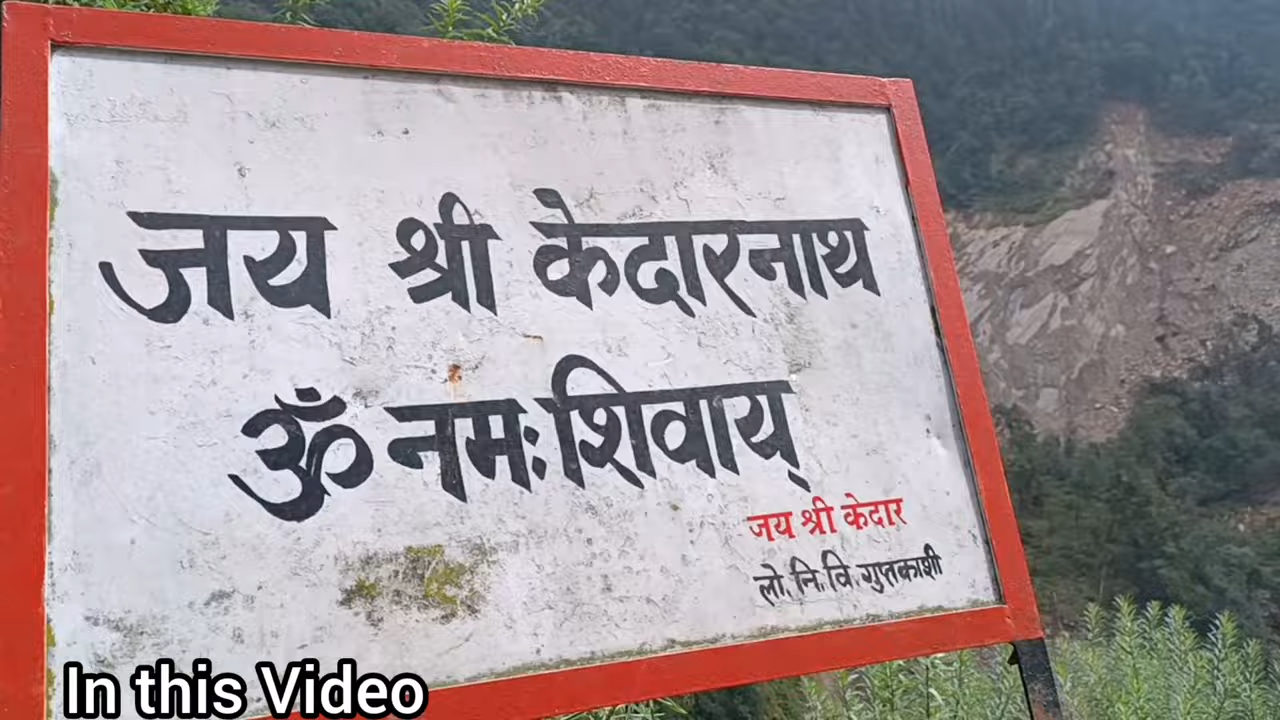 जय श्री केदारनाथ
ॐ नमः शिवाय्
जय श्री केदार
लो. नि. वि. गुप्तकाशी
In this Video